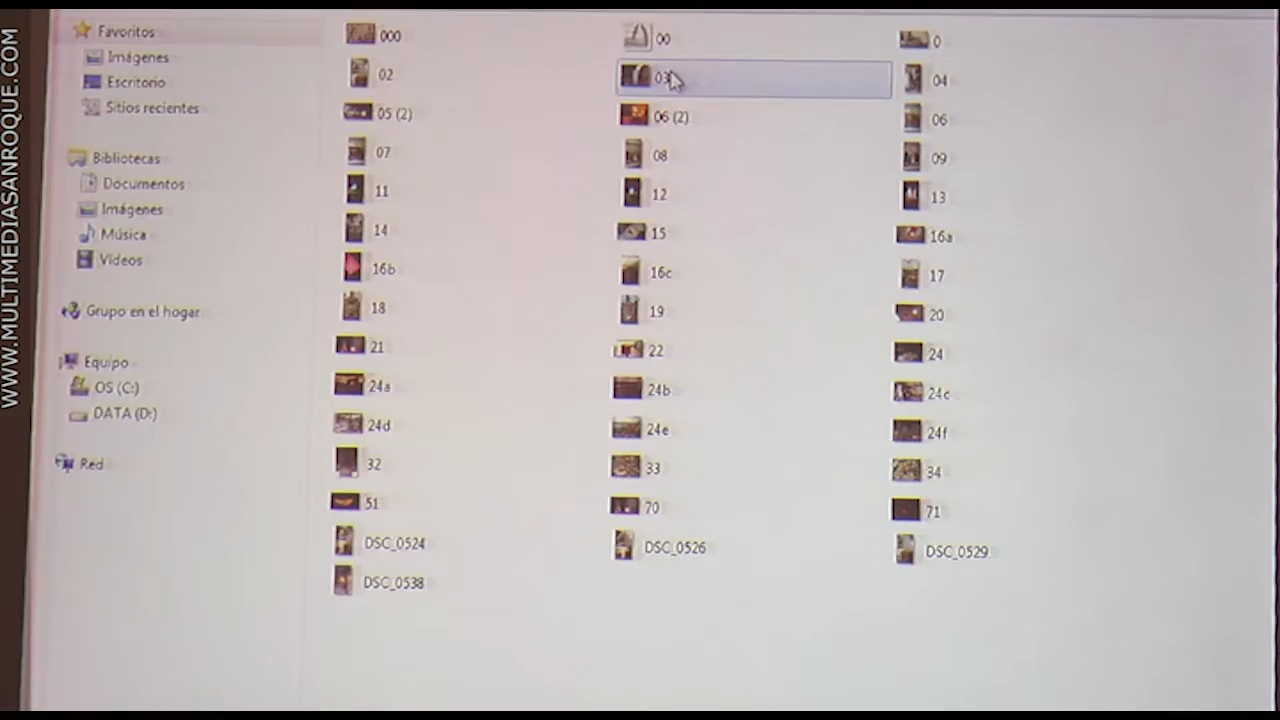 WWW.MULTIMEDIASANROQUE.COM
Favoritos
Imágenes
Escritorio
Sitios recientes
Bibliotecas
Documentos
Imágenes
Música
Vídeos
Grupo en el hogar
Equipo
OS (C:)
DATA (D:)
Red
000 00 0
02 03 04
05 (2) 06 (2) 06
07 08 09
11 12 13
14 15 16a
16b 16c 17
18 19 20
21 22 24
24a 24b 24c
24d 24e 24f
32 33 34
51 70 71
DSC_0524 DSC_0526 DSC_0529
DSC_0538